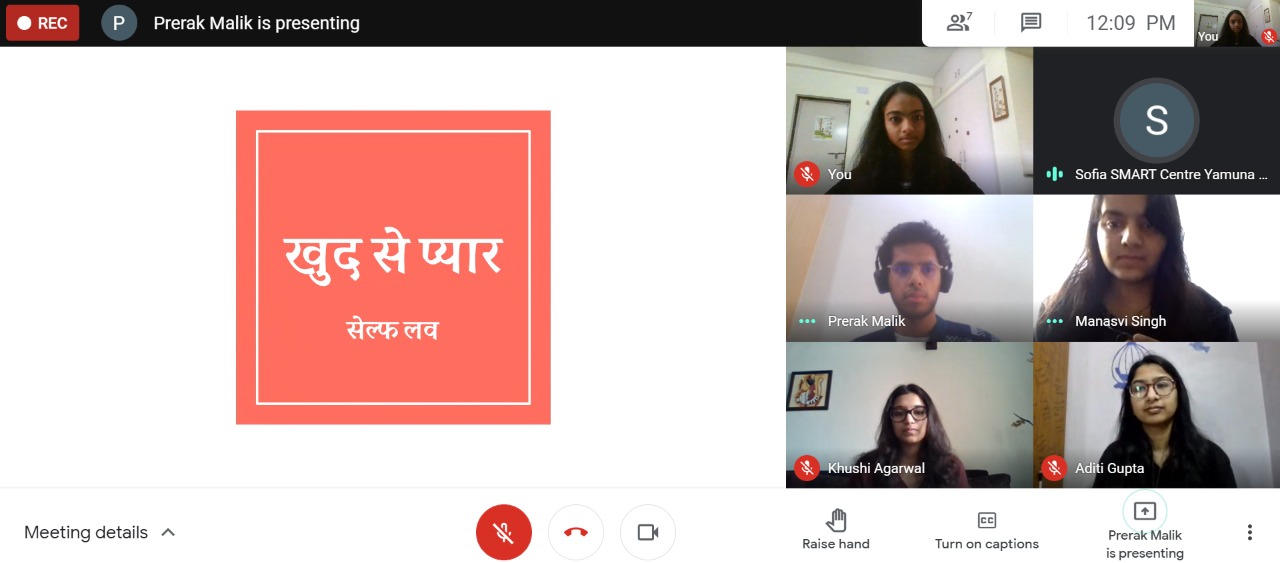 REC
P
Prerak Malik is presenting
7
12:09 PM
You
खुद से प्यार
सेल्फ लव
You
S
Sofia SMART Centre Yamuna ...
Prerak Malik
Manasvi Singh
Khushi Agarwal
Aditi Gupta
Meeting details
Raise hand
CC
Turn on captions
Prerak Malik
is presenting